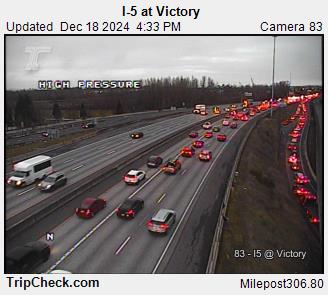 I-5 at Victory
Updated Dec 18 2024 4:33 PM Camera 83
HIGH PRESSURE
N
83 - I5 @ Victory
TripCheck.com Milepost306.80